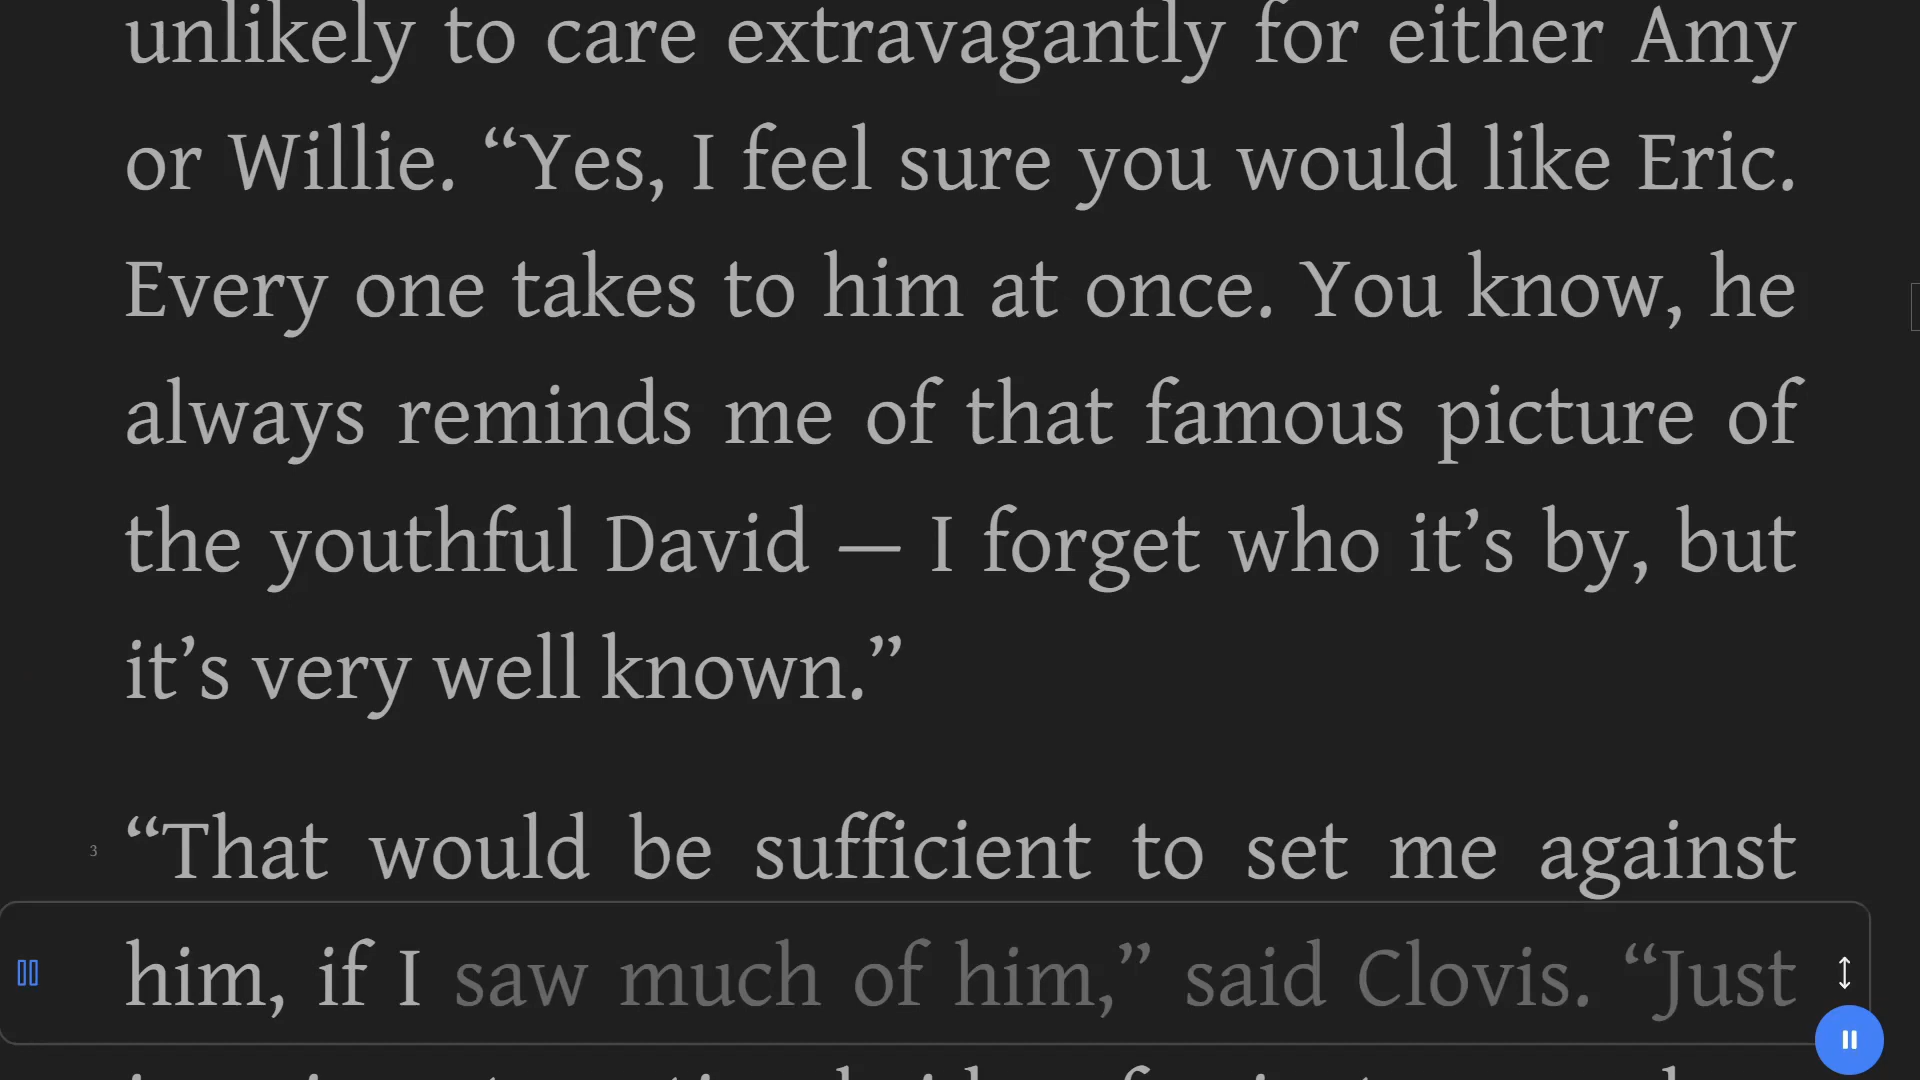 unlikely to care extravagantly for either Amy
or Willie. “Yes, I feel sure you would like Eric.
Every one takes to him at once. You know, he
always reminds me of that famous picture of
the youthful David — I forget who it’s by, but
it’s very well known.”
3
“That would be sufficient to set me against
him, if I saw much of him,” said Clovis. “Just